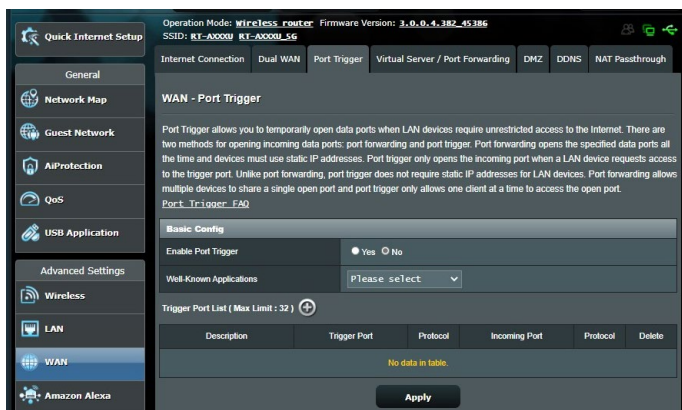 Operation Mode: Wireless router Firmware Version: 3.0.0.4.382_45386
SSID: RT-AXXXU RT-AXXXU_5G
Quick Internet Setup
General
Network Map
Guest Network
AiProtection
QoS
USB Application
Advanced Settings
Wireless
LAN
WAN
Amazon Alexa
Internet Connection Dual WAN Port Trigger Virtual Server / Port Forwarding DMZ DDNS NAT Passthrough
WAN - Port Trigger
Port Trigger allows you to temporarily open data ports when LAN devices require unrestricted access to the Internet. There are
two methods for opening incoming data ports: port forwarding and port trigger. Port forwarding opens the specified data ports all
the time and devices must use static IP addresses. Port trigger only opens the incoming port when a LAN device requests access
to the trigger port. Unlike port forwarding, port trigger does not require static IP addresses for LAN devices. Port forwarding allows
multiple devices to share a single open port and port trigger only allows one client at a time to access the open port.
Port Trigger FAQ
Basic Config
Enable Port Trigger Yes No
Well-Known Applications Please select
Trigger Port List ( Max Limit : 32 )
Description Trigger Port Protocol Incoming Port Protocol Delete
No data in table.
Apply